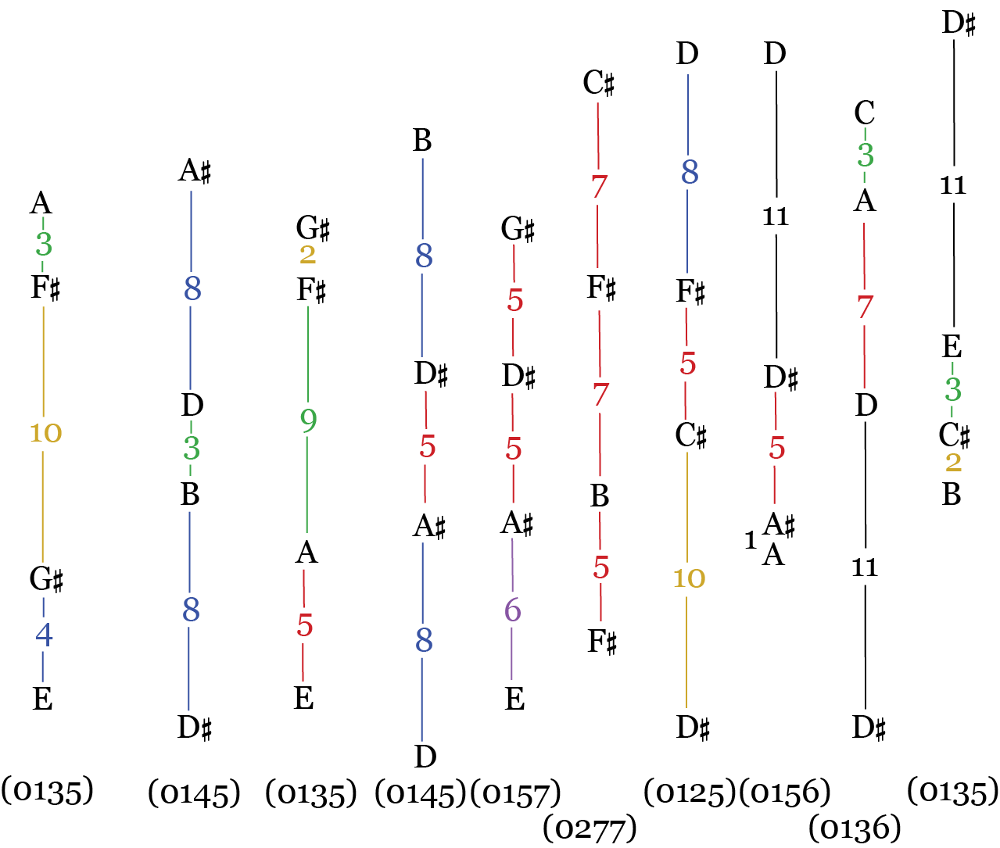 A
3
F♯
10
G♯
4
E
(0135)
A♯
8
D
3
B
8
D♯
(0145)
G♯
2
F♯
9
A
5
E
(0135)
B
8
D♯
5
A♯
8
D
(0145)
G♯
5
D♯
5
A♯
6
E
(0157)
C♯
7
F♯
7
B
5
F♯
(0277)
D
8
F♯
5
C♯
10
D♯
(0125)
D
11
D♯
5
A♯
1
A
(0156)
C
3
A
7
D
11
D♯
(0136)
D♯
11
E
3
C♯
2
B
(0135)